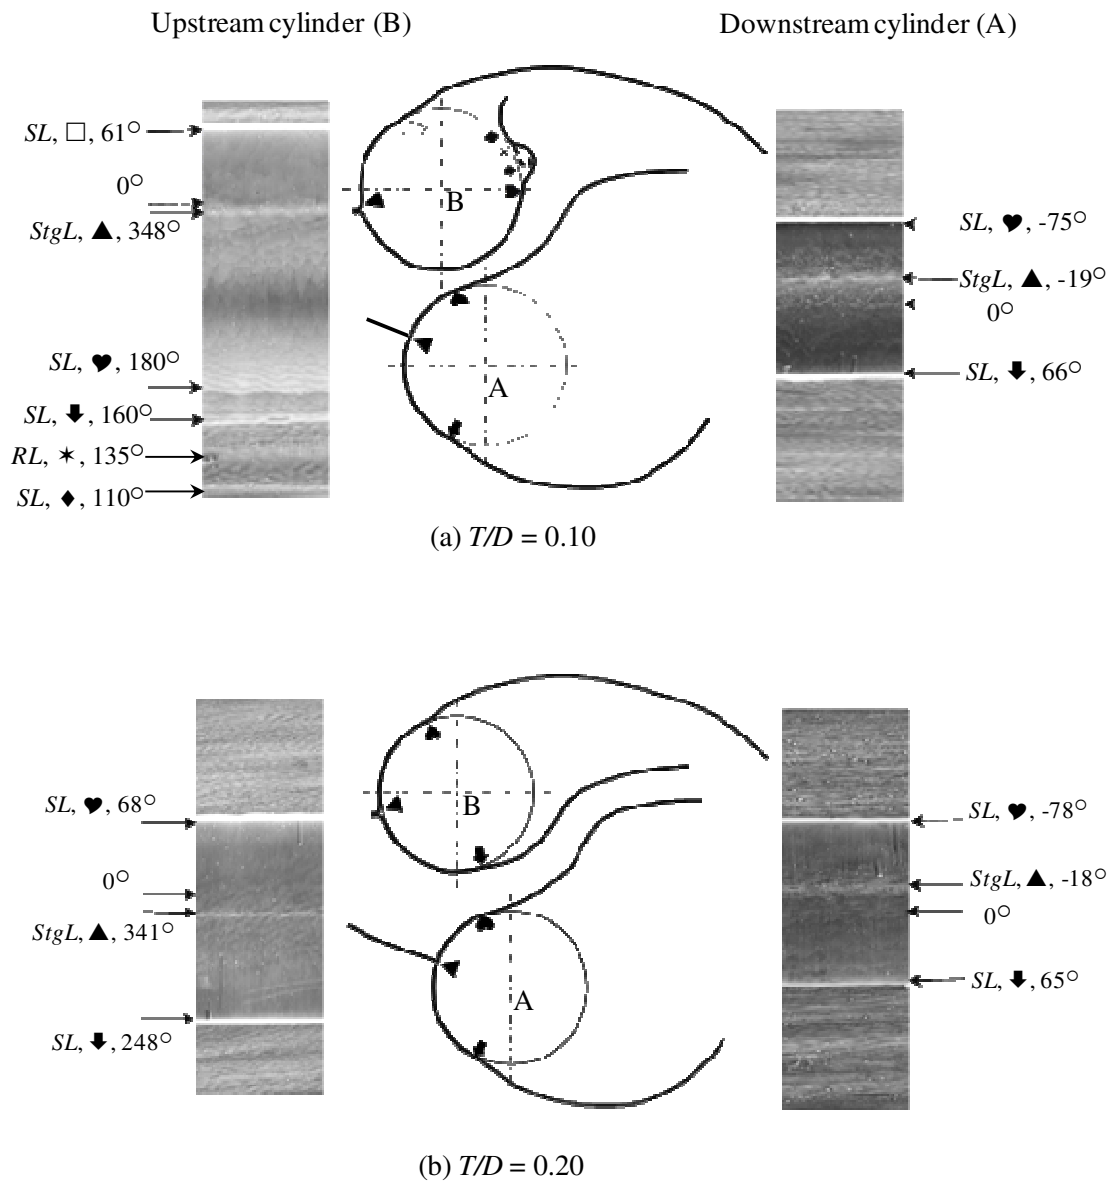 Upstream cylinder (B)
Downstream cylinder (A)
SL, □, 61○
0○
StgL, ▲, 348○
SL, ♥, 180○
SL, 🡇, 160○
RL, ✶, 135○
SL, ♦, 110○
B
A
SL, ♥, -75○
StgL, ▲, -19○
0○
SL, 🡇, 66○
(a) T/D = 0.10
SL, ♥, 68○
0○
StgL, ▲, 341○
SL, 🡇, 248○
B
A
SL, ♥, -78○
StgL, ▲, -18○
0○
SL, 🡇, 65○
(b) T/D = 0.20